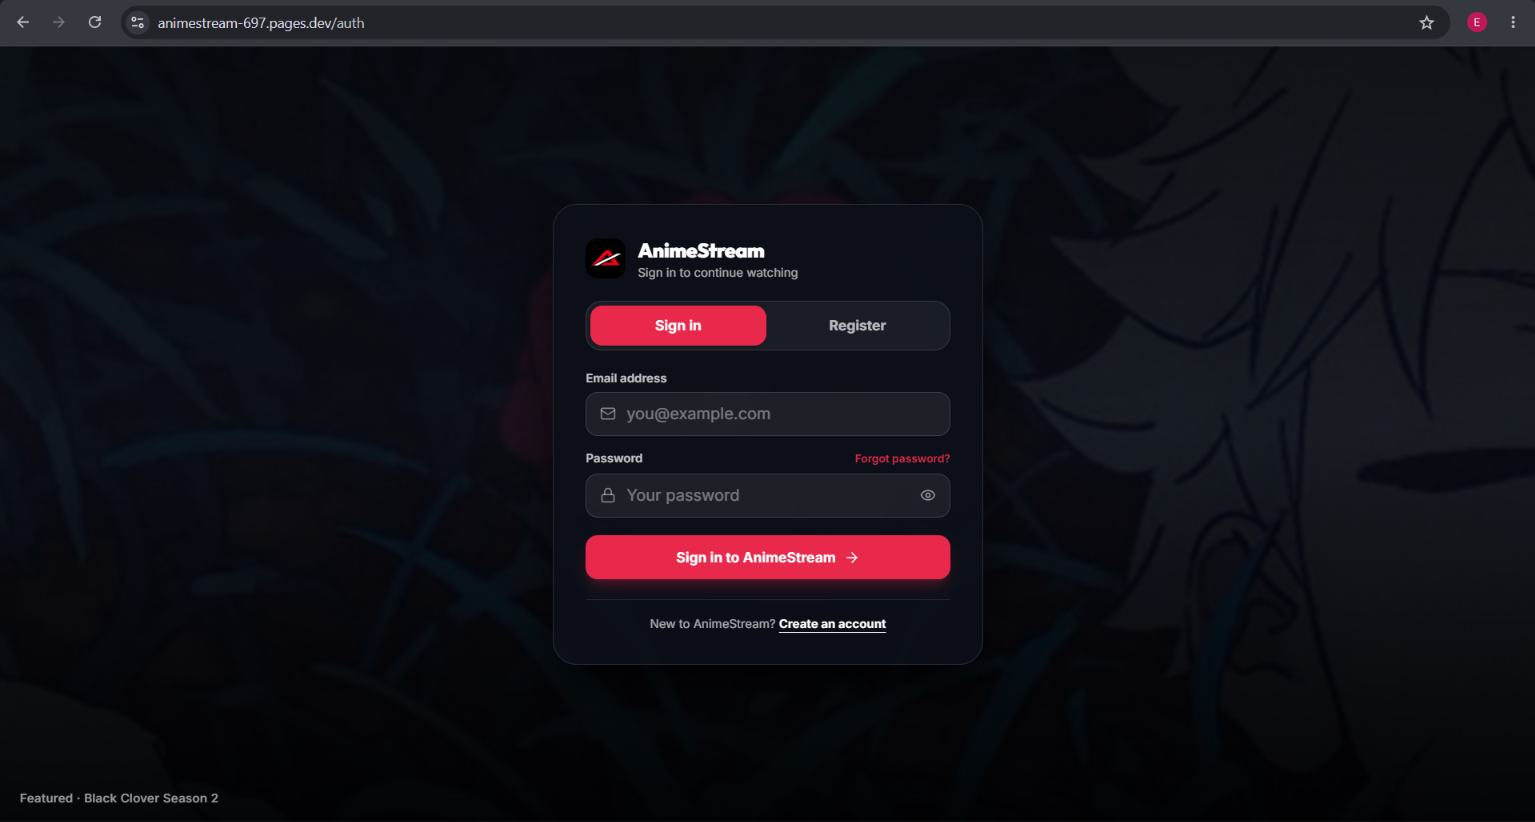 animestream-697.pages.dev/auth
E
AnimeStream
Sign in to continue watching
Sign in
Register
Email address
you@example.com
Password
Forgot password?
Your password
Sign in to AnimeStream →
New to AnimeStream? Create an account
Featured · Black Clover Season 2